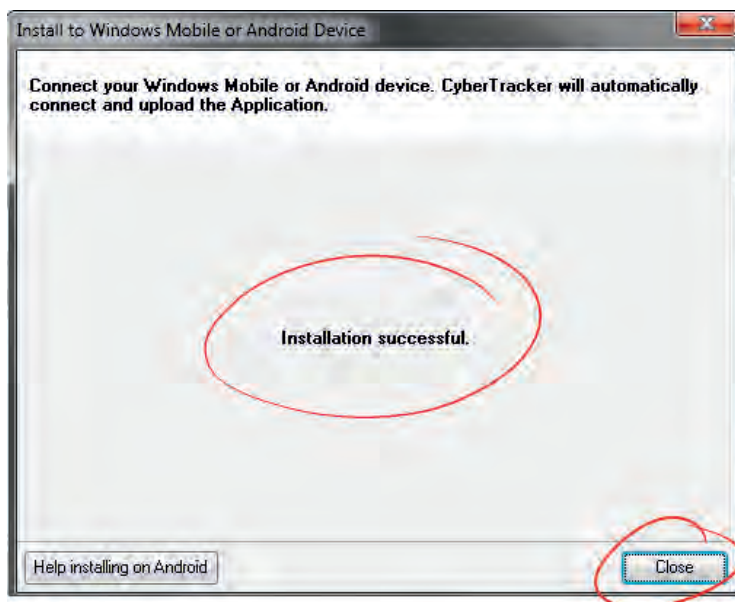 Install to Windows Mobile or Android Device
Connect your Windows Mobile or Android device. CyberTracker will automatically
connect and upload the Application.
Installation successful.
Help installing on Android
Close